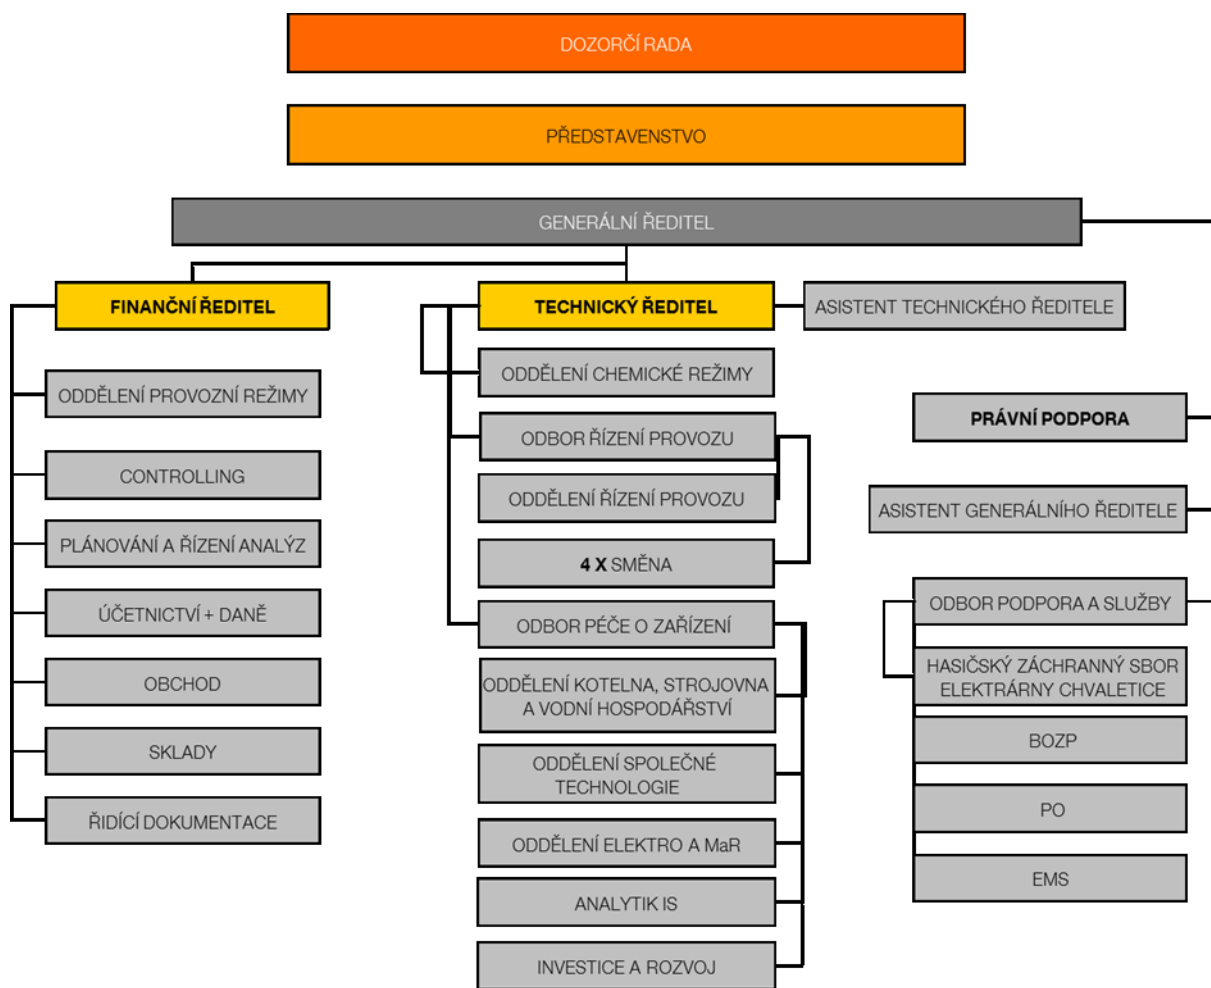 DOZORČÍ RADA
PŘEDSTAVENSTVO
GENERÁLNÍ ŘEDITEL
FINANČNÍ ŘEDITEL
ODDĚLENÍ PROVOZNÍ REŽIMY
CONTROLLING
PLÁNOVÁNÍ A ŘÍZENÍ ANALÝZ
ÚČETNICTVÍ + DANĚ
OBCHOD
SKLADY
ŘIDÍCÍ DOKUMENTACE
TECHNICKÝ ŘEDITEL
ASISTENT TECHNICKÉHO ŘEDITELE
ODDĚLENÍ CHEMICKÉ REŽIMY
ODBOR ŘÍZENÍ PROVOZU
ODDĚLENÍ ŘÍZENÍ PROVOZU
4 X SMĚNA
ODBOR PÉČE O ZAŘÍZENÍ
ODDĚLENÍ KOTELNA, STROJOVNA
A VODNÍ HOSPODÁŘSTVÍ
ODDĚLENÍ SPOLEČNÉ
TECHNOLOGIE
ODDĚLENÍ ELEKTRO A MaR
ANALYTIK IS
INVESTICE A ROZVOJ
PRÁVNÍ PODPORA
ASISTENT GENERÁLNÍHO ŘEDITELE
ODBOR PODPORA A SLUŽBY
HASIČSKÝ ZÁCHRANNÝ SBOR
ELEKTRÁRNY CHVALETICE
BOZP
PO
EMS